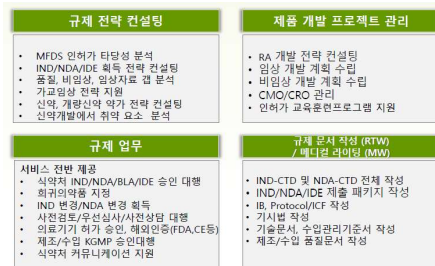 규제 전략 컨설팅
• MFDS 인허가 타당성 분석
• IND/NDA/IDE 획득 전략 컨설팅
• 품질, 비임상, 임상자료 갭 분석
• 가교임상 전략 지원
• 신약, 개량신약 약가 전략 컨설팅
• 신약개발에서 취약 요소 분석
제품 개발 프로젝트 관리
• RA 개발 전략 컨설팅
• 임상 개발 계획 수립
• 비임상 개발 계획 수립
• CMO/CRO 관리
• 인허가 교육훈련프로그램 지원
규제 업무
서비스 전반 제공
• 식약처 IND/NDA/BLA/IDE 승인 대행
• 희귀의약품 지정
• IND 변경/NDA 변경 획득
• 사전검토/우선심사/사전상담 대행
• 의료기기 허가 승인, 해외인증(FDA,CE등)
• 제조/수입 KGMP 승인대행
• 식약처 커뮤니케이션 지원
규제 문서 작성 (RTW)
/ 메디컬 라이팅 (MW)
• IND-CTD 및 NDA-CTD 전체 작성
• IND/NDA/IDE 제출 패키지 작성
• IB, Protocol/ICF 작성
• 기시법 작성
• 기술문서, 수입관리기준서 작성
• 제조/수입 품질문서 작성